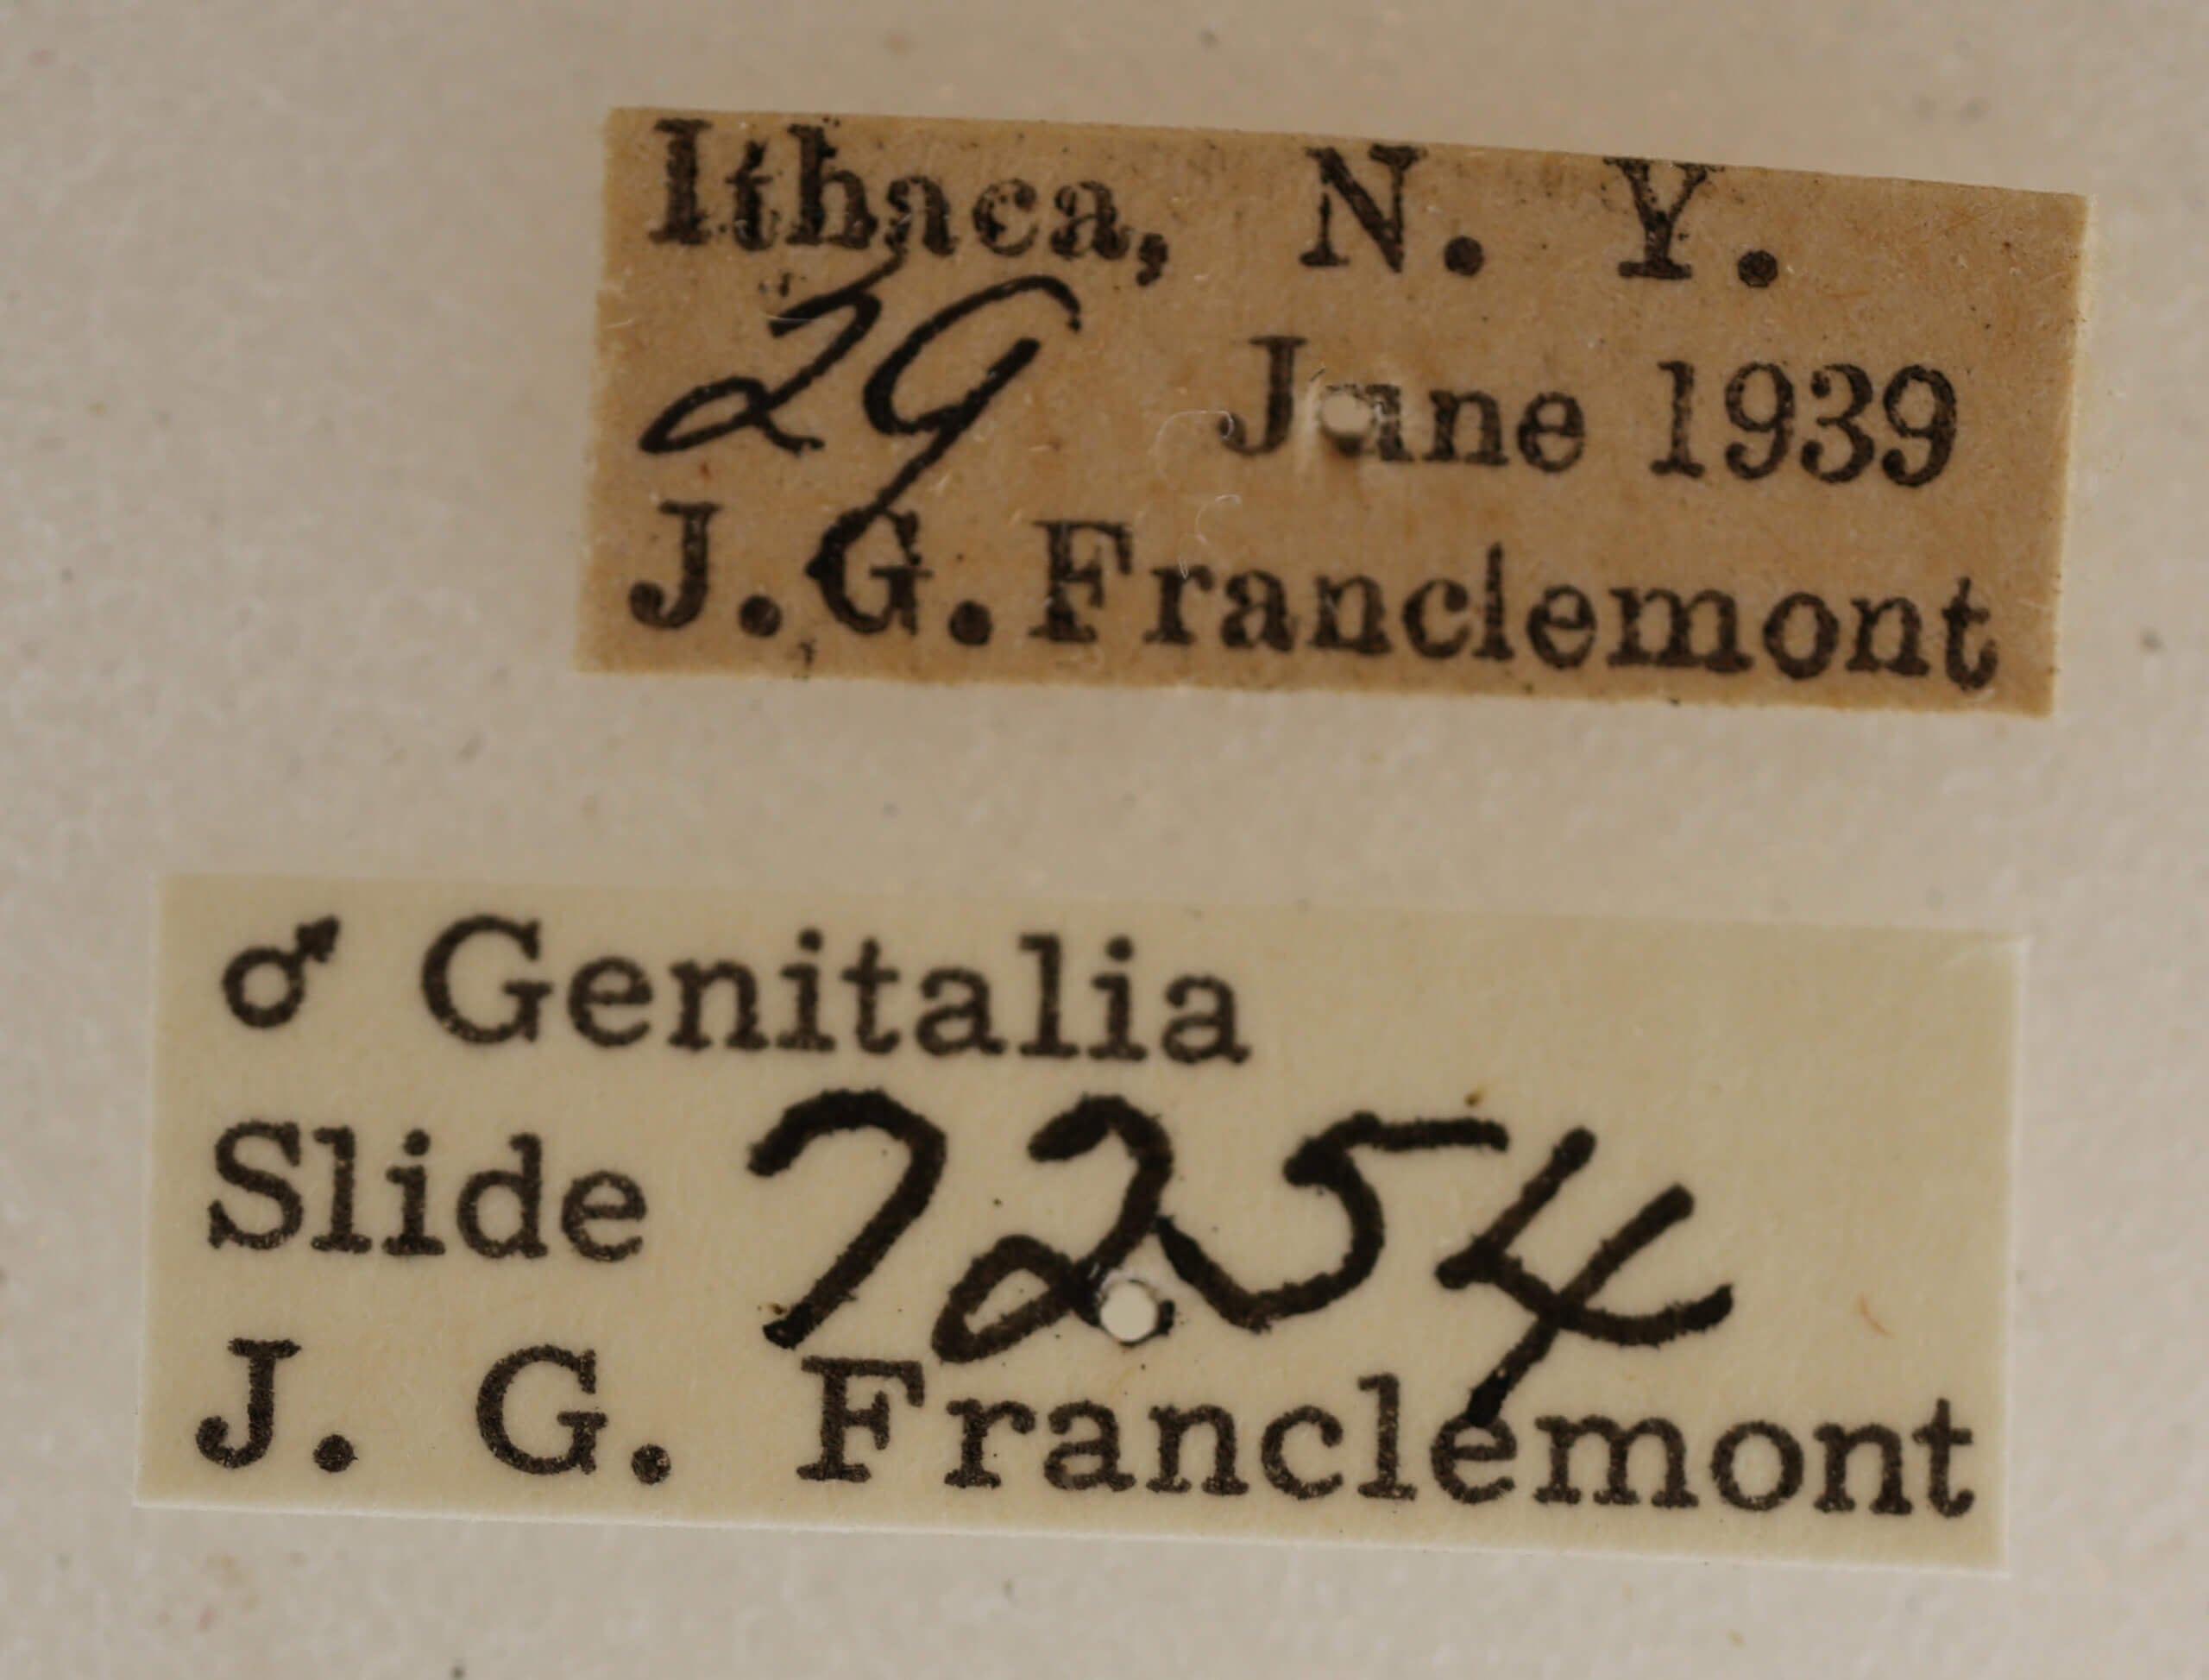 Ithaca, N. Y.
29 June 1939
J. G. Franclemont
♂ Genitalia
Slide 7254
J. G. Franclemont